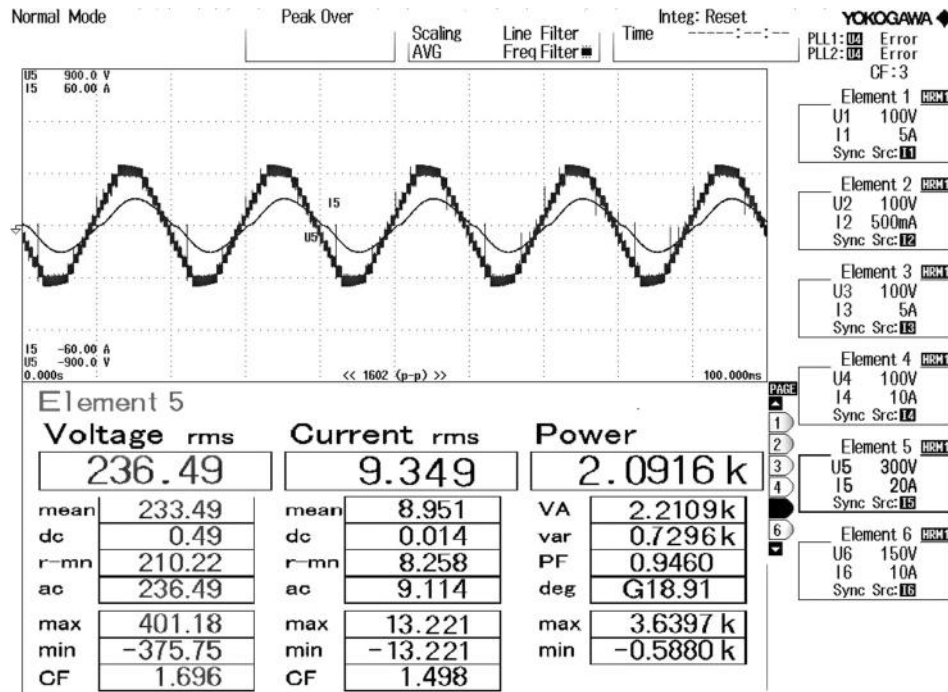 Normal Mode
Peak Over
Scaling
Line Filter
AVG
Freq Filter
Integ: Reset
Time -----:--:--
YOKOGAWA
PLL1: U4 Error
PLL2: U4 Error
CF:3
U5 900.0 V
I5 60.00 A
I5
U5
I5 -60.00 A
U5 -900.0 V
0.000s
<< 1602 (p-p) >>
100.000ms
Element 1 HRM1
U1 100V
I1 5A
Sync Src: I1
Element 2 HRM1
U2 100V
I2 500mA
Sync Src: I2
Element 3 HRM1
U3 100V
I3 5A
Sync Src: I3
Element 4 HRM1
U4 100V
I4 10A
Sync Src: I4
Element 5 HRM1
U5 300V
I5 20A
Sync Src: I5
Element 6 HRM1
U6 150V
I6 10A
Sync Src: I6
PAGE
1
2
3
4
6
Element 5
Voltage rms
236.49
mean 233.49
dc 0.49
r-mn 210.22
ac 236.49
max 401.18
min -375.75
CF 1.696
Current rms
9.349
mean 8.951
dc 0.014
r-mn 8.258
ac 9.114
max 13.221
min -13.221
CF 1.498
Power
2.0916 k
VA 2.2109k
var 0.7296k
PF 0.9460
deg G18.91
max 3.6397 k
min -0.5880 k